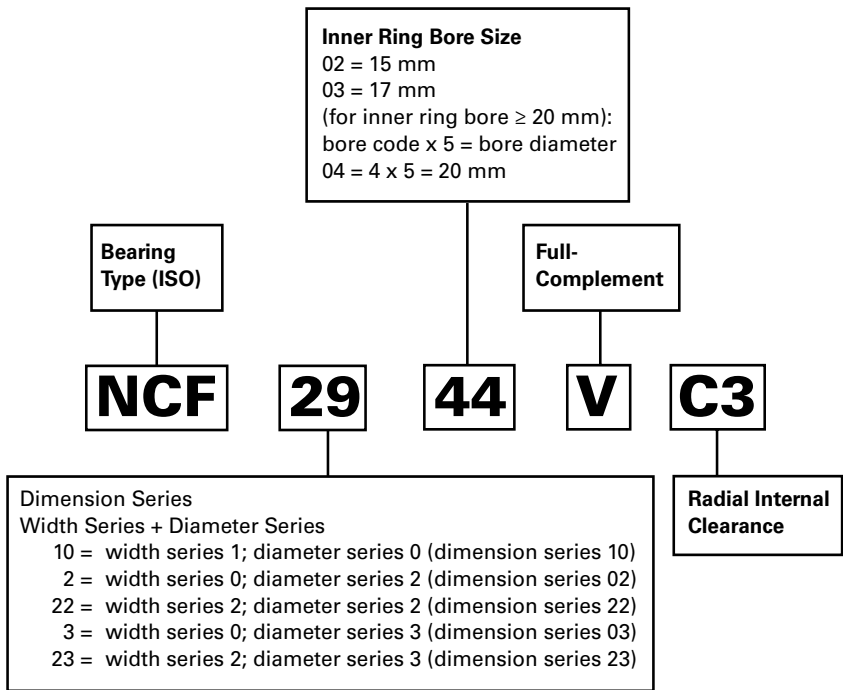 Inner Ring Bore Size
02 = 15 mm
03 = 17 mm
(for inner ring bore ≥ 20 mm):
bore code x 5 = bore diameter
04 = 4 x 5 = 20 mm
Bearing
Type (ISO)
Full-
Complement
NCF 29 44 V C3
Dimension Series
Width Series + Diameter Series
10 = width series 1; diameter series 0 (dimension series 10)
2 = width series 0; diameter series 2 (dimension series 02)
22 = width series 2; diameter series 2 (dimension series 22)
3 = width series 0; diameter series 3 (dimension series 03)
23 = width series 2; diameter series 3 (dimension series 23)
Radial Internal
Clearance